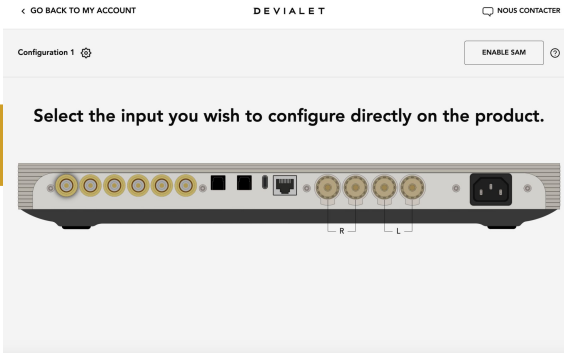 < GO BACK TO MY ACCOUNT
DEVIALET
NOUS CONTACTER
Configuration 1
ENABLE SAM
?
Select the input you wish to configure directly on the product.
R
L